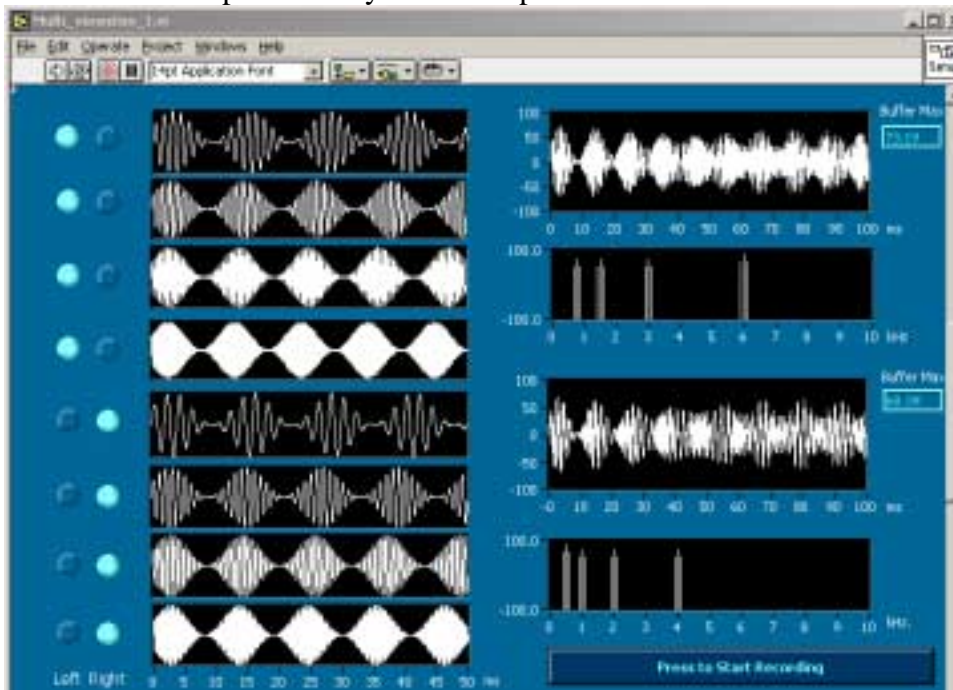 File Edit Operate Project Windows Help
14pt Application Font
Buffer Max
100
50
0
-50
-100
0 10 20 30 40 50 60 70 80 90 100 ms
100.0
-100.0
0 1 2 3 4 5 6 7 8 9 10 kHz
Buffer Max
100
50
0
-50
-100
0 10 20 30 40 50 60 70 80 90 100 ms
100.0
-100.0
0 1 2 3 4 5 6 7 8 9 10 kHz.
Press to Start Recording
Left Right
0 5 10 15 20 25 30 35 40 45 50 ms